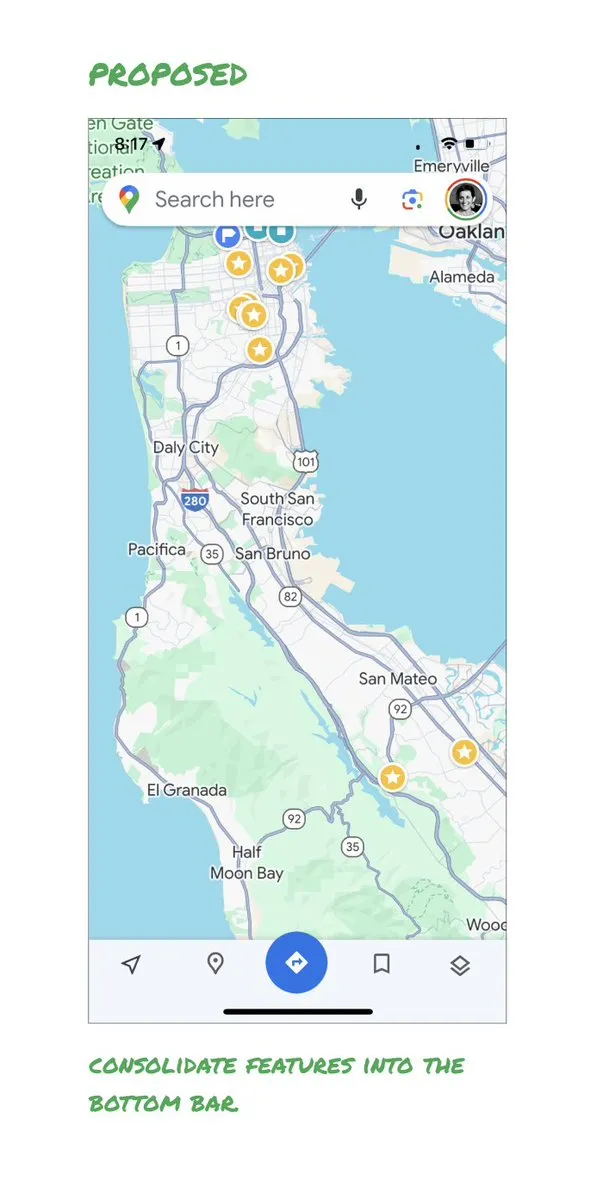 PROPOSED
en Gate
8:17
tional
Emeryville
reation
Search here
Oaklan
Alameda
1
Daly City
101
280
South San
Francisco
Pacifica
35
San Bruno
82
1
San Mateo
92
El Granada
92
35
Half
Moon Bay
Wood
CONSOLIDATE FEATURES INTO THE
BOTTOM BAR.